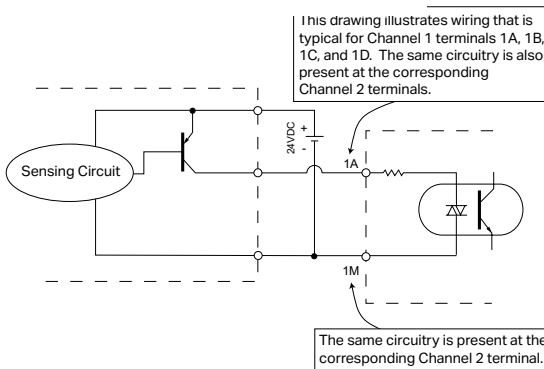 This drawing illustrates wiring that is
typical for Channel 1 terminals 1A, 1B,
1C, and 1D. The same circuitry is also
present at the corresponding
Channel 2 terminals.
24VDC
+
-
1A
Sensing Circuit
1M
The same circuitry is present at the
corresponding Channel 2 terminal.